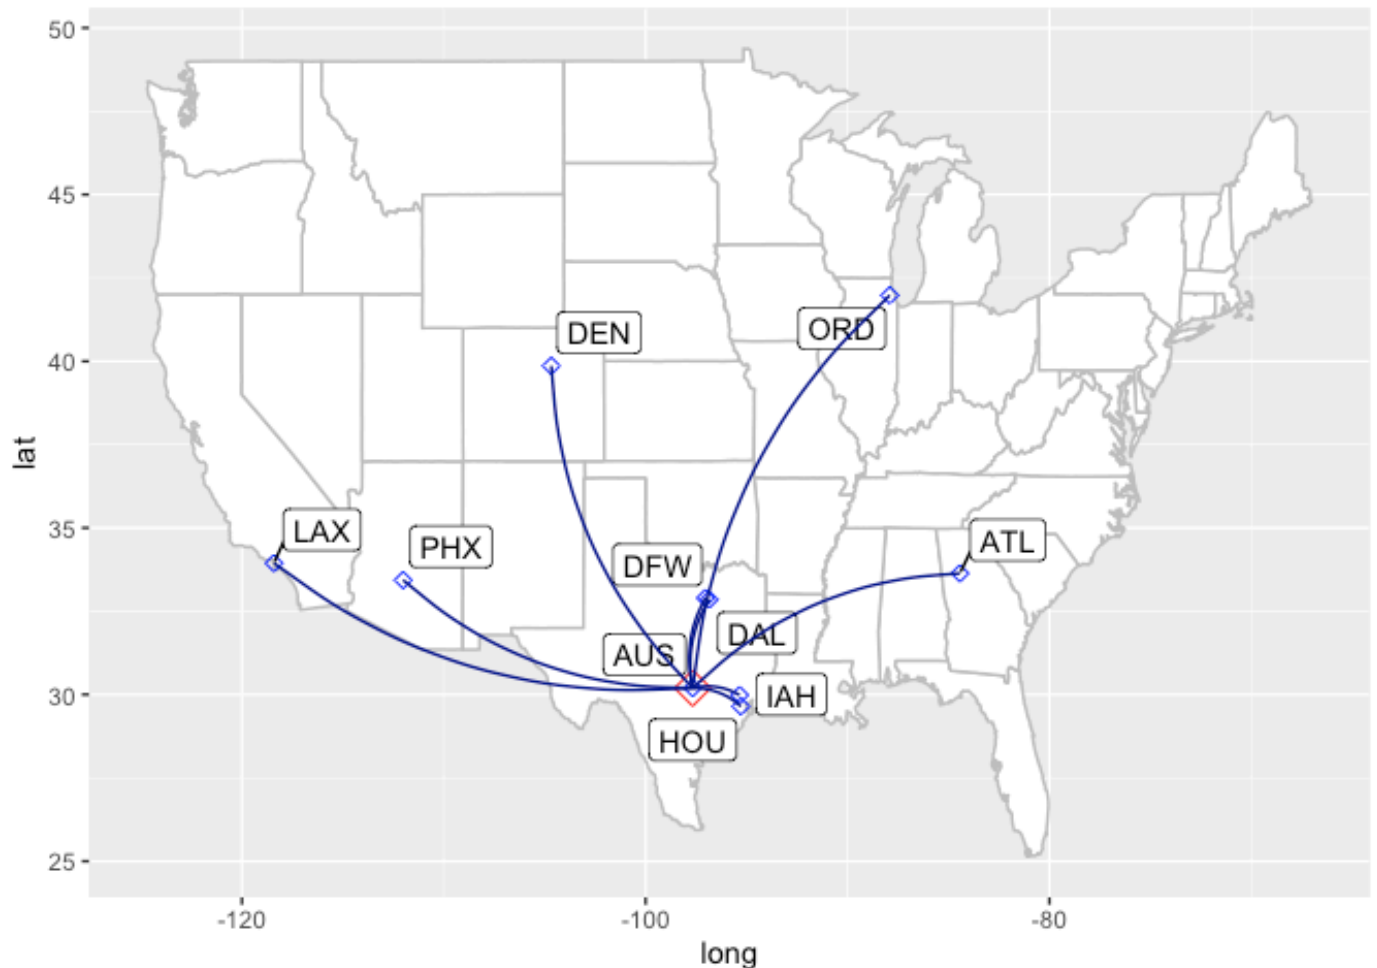 50
45
40
35
30
25
lat
DEN
ORD
LAX
PHX
ATL
DFW
DAL
AUS
IAH
HOU
-120
-100
-80
long